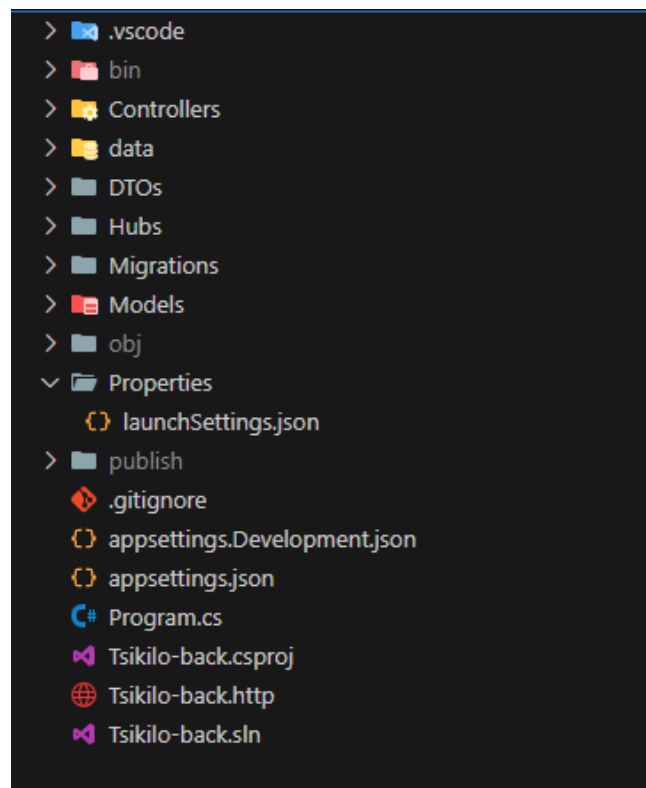 .vscode
bin
Controllers
data
DTOs
Hubs
Migrations
Models
obj
Properties
launchSettings.json
publish
.gitignore
appsettings.Development.json
appsettings.json
Program.cs
Tsikilo-back.csproj
Tsikilo-back.http
Tsikilo-back.sln